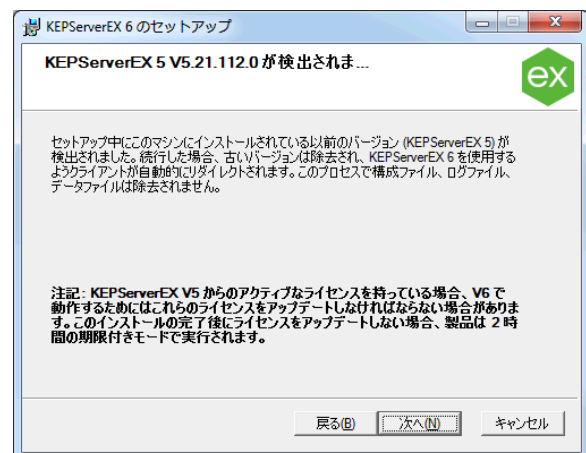 KEPServerEX 6 のセットアップ
KEPServerEX 5 V5.21.112.0 が検出されま...
ex
セットアップ中にこのマシンにインストールされている以前のバージョン (KEPServerEX 5) が
検出されました。続行した場合、古いバージョンは除去され、KEPServerEX 6 を使用する
ようクライアントが自動的にリダイレクトされます。このプロセスで構成ファイル、ログファイル、
データファイルは除去されません。
注記: KEPServerEX V5 からのアクティブなライセンスを持っている場合、V6 で
動作するためにはこれらのライセンスをアップデートしなければならない場合がありま
す。このインストールの完了後にライセンスをアップデートしない場合、製品は 2 時
間の期限付きモードで実行されます。
戻る(B) 次へ(N) キャンセル